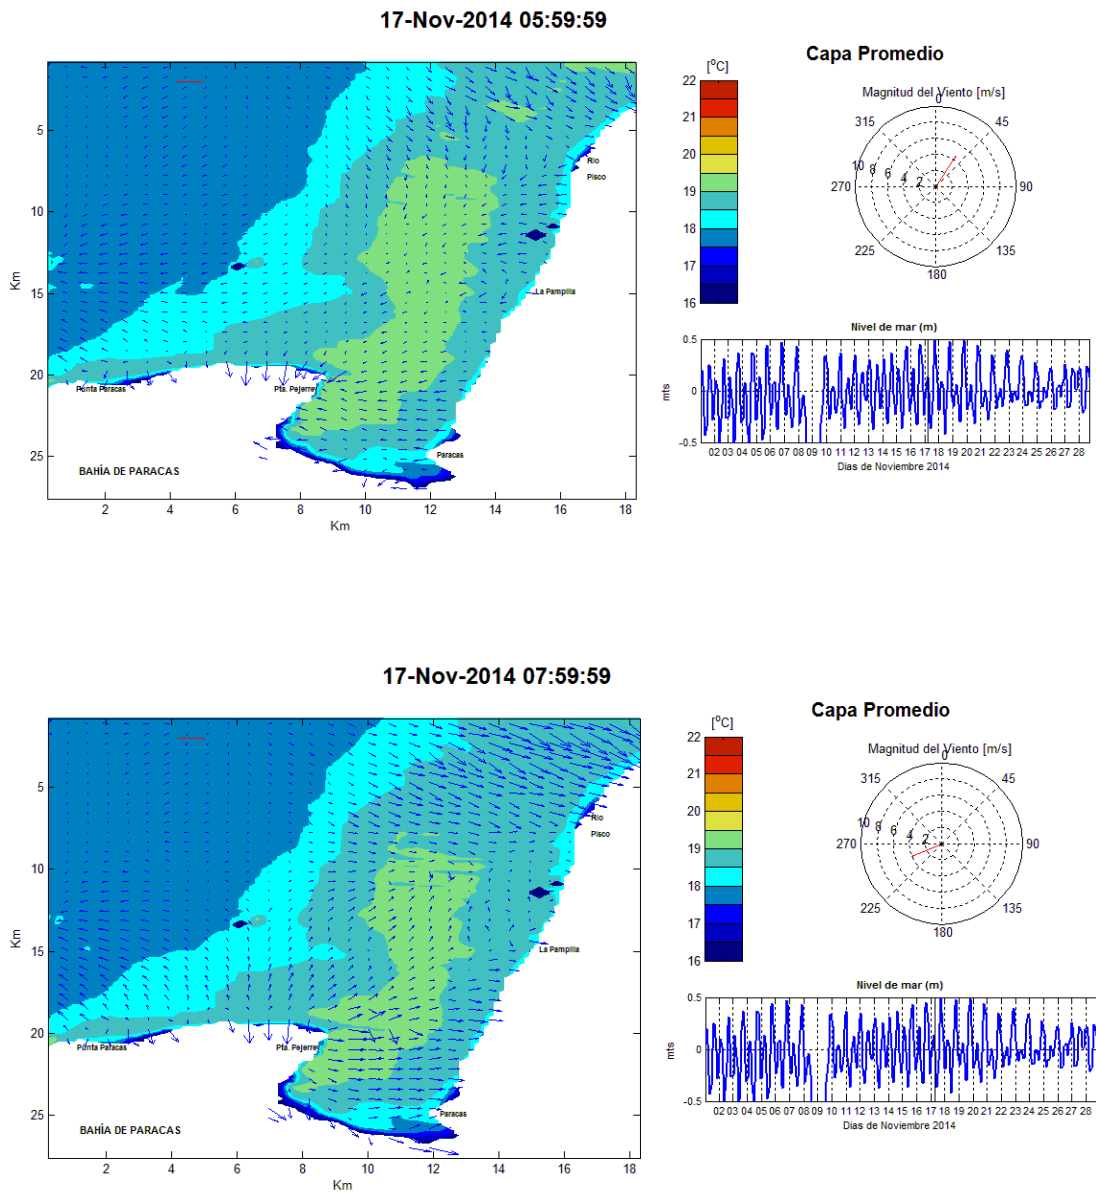 17-Nov-2014 05:59:59
Capa Promedio
[°C]
22
21
20
19
18
17
16
Magnitud del Viento [m/s]
0
45
90
135
180
225
270
315
10 8 6 4 2
Rio
Pisco
La Pampilla
Punta Paracas
Pta. Pejerrey
Paracas
BAHÍA DE PARACAS
5
10
15
20
25
Km
2 4 6 8 10 12 14 16 18
Km
Nivel de mar (m)
0.5
0
-0.5
mts
02 03 04 05 06 07 08 09 10 11 12 13 14 15 16 17 18 19 20 21 22 23 24 25 26 27 28
Dias de Noviembre 2014
17-Nov-2014 07:59:59
Capa Promedio
[°C]
22
21
20
19
18
17
16
Magnitud del Viento [m/s]
0
45
90
135
180
225
270
315
10 8 6 4 2
Rio
Pisco
La Pampilla
Punta Paracas
Pta. Pejerrey
Paracas
BAHÍA DE PARACAS
5
10
15
20
25
Km
2 4 6 8 10 12 14 16 18
Km
Nivel de mar (m)
0.5
0
-0.5
mts
02 03 04 05 06 07 08 09 10 11 12 13 14 15 16 17 18 19 20 21 22 23 24 25 26 27 28
Dias de Noviembre 2014